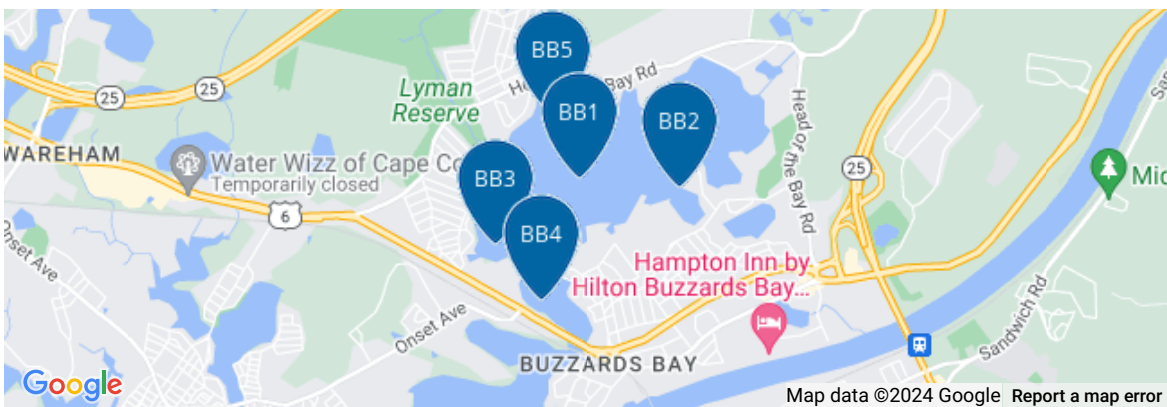 BB5
Bay Rd
25
25
Lyman
Reserve
BB1
BB2
WAREHAM
Water Wizz of Cape Co
Temporarily closed
BB3
Head of the Bay Rd
25
Mid
6
BB4
Onset Ave
Hampton Inn by
Hilton Buzzards Bay...
Onset Ave
Sandwich Rd
BUZZARDS BAY
Google
Map data ©2024 Google
Report a map error